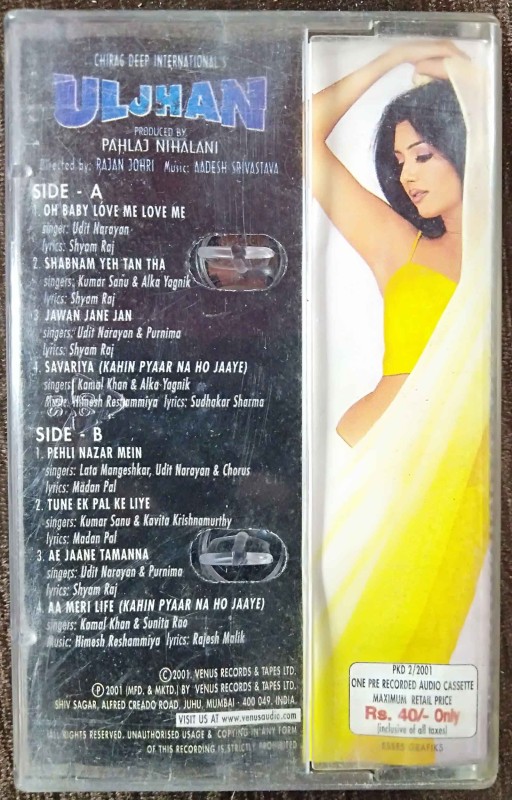 CHIRAG DEEP INTERNATIONAL'S
ULJHAN
PRODUCED BY
PAHLAJ NIHALANI
Directed by: RAJAN JOHRI Music: AADESH SRIVASTAVA
SIDE - A
1. OH BABY LOVE ME LOVE ME
singer: Udit Narayan
lyrics: Shyam Raj
2. SHABNAM YEH TAN THA
singers: Kumar Sanu & Alka Yagnik
lyrics: Shyam Raj
3. JAWAN JANE JAN
singers: Udit Narayan & Purnima
lyrics: Shyam Raj
4. SAVARIYA (KAHIN PYAAR NA HO JAAYE)
singers: Kamal Khan & Alka Yagnik
Music: Himesh Reshammiya lyrics: Sudhakar Sharma
SIDE - B
1. PEHLI NAZAR MEIN
singers: Lata Mangeshkar, Udit Narayan & Chorus
lyrics: Madan Pal
2. TUNE EK PAL KE LIYE
singers: Kumar Sanu & Kavita Krishnamurthy
lyrics: Madan Pal
3. AE JAANE TAMANNA
singers: Udit Narayan & Purnima
lyrics: Shyam Raj
4. AA MERI LIFE (KAHIN PYAAR NA HO JAAYE)
singers: Kamal Khan & Sunita Rao
Music: Himesh Reshammiya lyrics: Rajesh Malik
©2001. VENUS RECORDS & TAPES LTD.
℗ 2001 (MFD. & MKTD.) BY VENUS RECORDS & TAPES LTD.
SHIV SAGAR, ALFRED CREADO ROAD, JUHU, MUMBAI - 400 049. INDIA.
VISIT US AT www.venusaudio.com
ALL RIGHTS RESERVED. UNAUTHORISED USAGE & COPYING IN ANY FORM
OF THIS RECORDING IS STRICTLY PROHIBITED
PKD 2/2001
ONE PRE RECORDED AUDIO CASSETTE
MAXIMUM RETAIL PRICE
Rs. 40/- Only
(inclusive of all taxes)
GRAFIKS